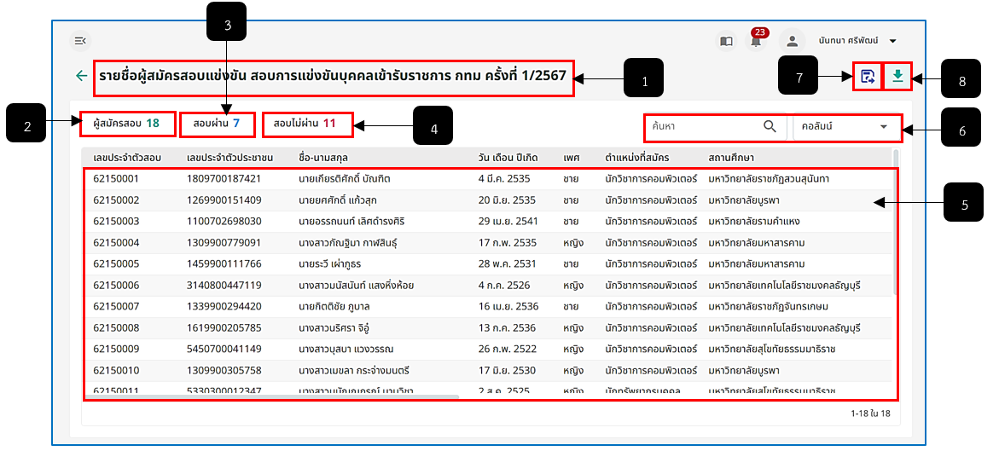 3
23
นันทนา ศรีพัฒน์
รายชื่อผู้สมัครสอบแข่งขัน สอบการแข่งขันบุคคลเข้ารับราชการ กทม ครั้งที่ 1/2567
1
7
8
2
ผู้สมัครสอบ 18
สอบผ่าน 7
สอบไม่ผ่าน 11
4
ค้นหา
คอลัมน์
6
เลขประจำตัวสอบ เลขประจำตัวประชาชน ชื่อ-นามสกุล วัน เดือน ปีเกิด เพศ ตำแหน่งที่สมัคร สถานศึกษา
62150001 1809700187421 นายเกียรติศักดิ์ บัณฑิต 4 มี.ค. 2535 ชาย นักวิชาการคอมพิวเตอร์ มหาวิทยาลัยราชภัฏสวนสุนันทา
62150002 1269900151409 นายยศศักดิ์ แก้วสุก 20 มิ.ย. 2535 ชาย นักวิชาการคอมพิวเตอร์ มหาวิทยาลัยบูรพา
5
62150003 1100702698030 นายอรรถนนท์ เลิศดำรงศิริ 29 เม.ย. 2541 ชาย นักวิชาการคอมพิวเตอร์ มหาวิทยาลัยรามคำแหง
62150004 1309900779091 นางสาวกัณฐิมา กาฬสินธุ์ 17 ก.พ. 2535 หญิง นักวิชาการคอมพิวเตอร์ มหาวิทยาลัยมหาสารคาม
62150005 1459900111766 นายระวี เผ่าภูธร 28 พ.ค. 2531 ชาย นักวิชาการคอมพิวเตอร์ มหาวิทยาลัยมหาสารคาม
62150006 3140800447119 นางสาวมนัสนันท์ แสงหิ่งห้อย 4 ก.ค. 2526 หญิง นักวิชาการคอมพิวเตอร์ มหาวิทยาลัยเทคโนโลยีราชมงคลธัญบุรี
62150007 1339900294420 นายกิตติชัย ภูบาล 16 เม.ย. 2536 ชาย นักวิชาการคอมพิวเตอร์ มหาวิทยาลัยราชภัฏจันทรเกษม
62150008 1619900205785 นางสาวนริศรา จิอู๋ 13 ก.ค. 2536 หญิง นักวิชาการคอมพิวเตอร์ มหาวิทยาลัยเทคโนโลยีราชมงคลธัญบุรี
62150009 5450700041149 นางสาวบุสบา แวงวรรณ 26 ก.พ. 2522 หญิง นักวิชาการคอมพิวเตอร์ มหาวิทยาลัยสุโขทัยธรรมมาธิราช
62150010 1309900305758 นางสาวเมขลา กระจ่างมนตรี 17 มิ.ย. 2530 หญิง นักวิชาการคอมพิวเตอร์ มหาวิทยาลัยบูรพา
62150011 5330300012347 2 ส.ค. 2525 หญิง นักทรัพยากรบุคคล มหาวิทยาลัยสุโขทัยธรรมมาธิราช
1-18 ใน 18